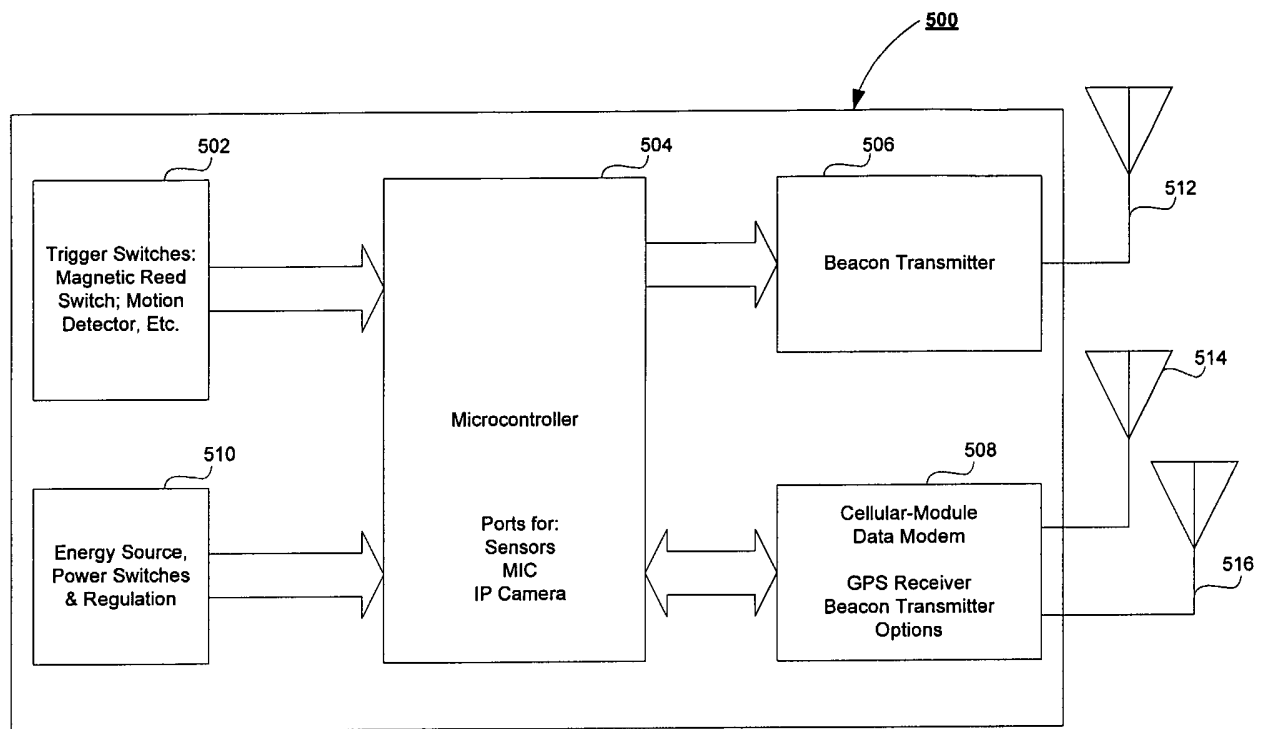 500
502
504
506
512
Trigger Switches:
Magnetic Reed
Switch; Motion
Detector, Etc.
Beacon Transmitter
514
Microcontroller
510
508
Energy Source,
Power Switches
& Regulation
Ports for:
Sensors
MIC
IP Camera
Cellular-Module
Data Modem
GPS Receiver
Beacon Transmitter
Options
516